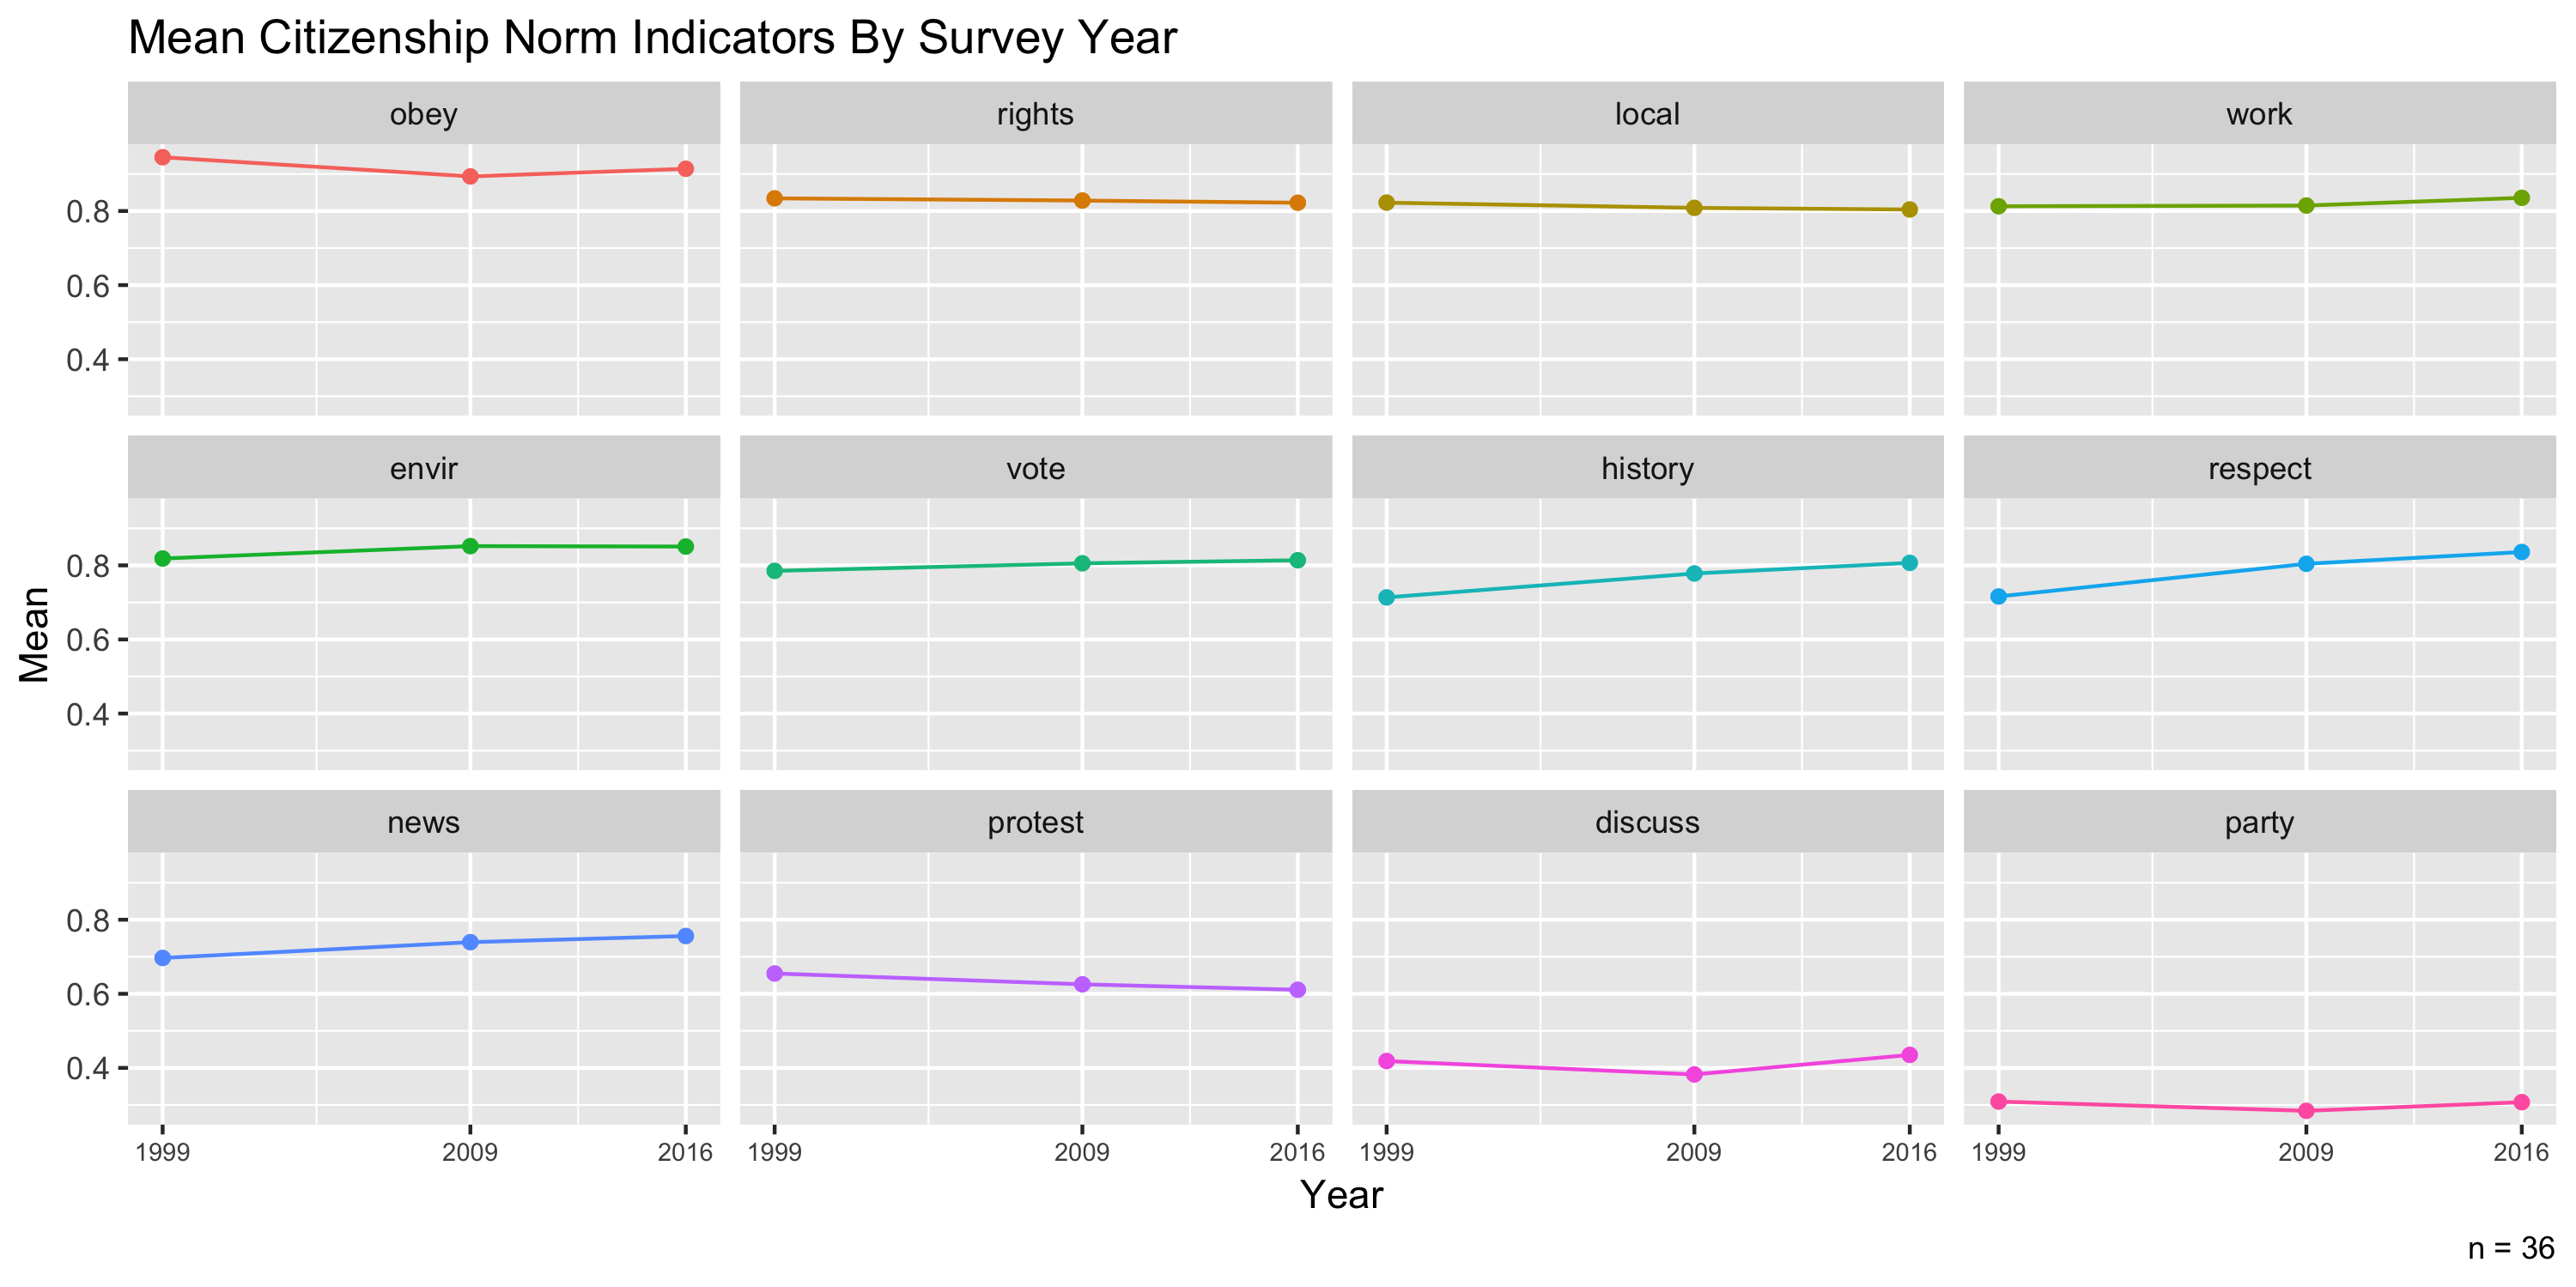 Mean Citizenship Norm Indicators By Survey Year
obey rights local work
0.8
0.6
0.4
envir vote history respect
0.8
0.6
0.4
Mean
news protest discuss party
0.8
0.6
0.4
1999 2009 2016 1999 2009 2016 1999 2009 2016 1999 2009 2016
Year
n = 36